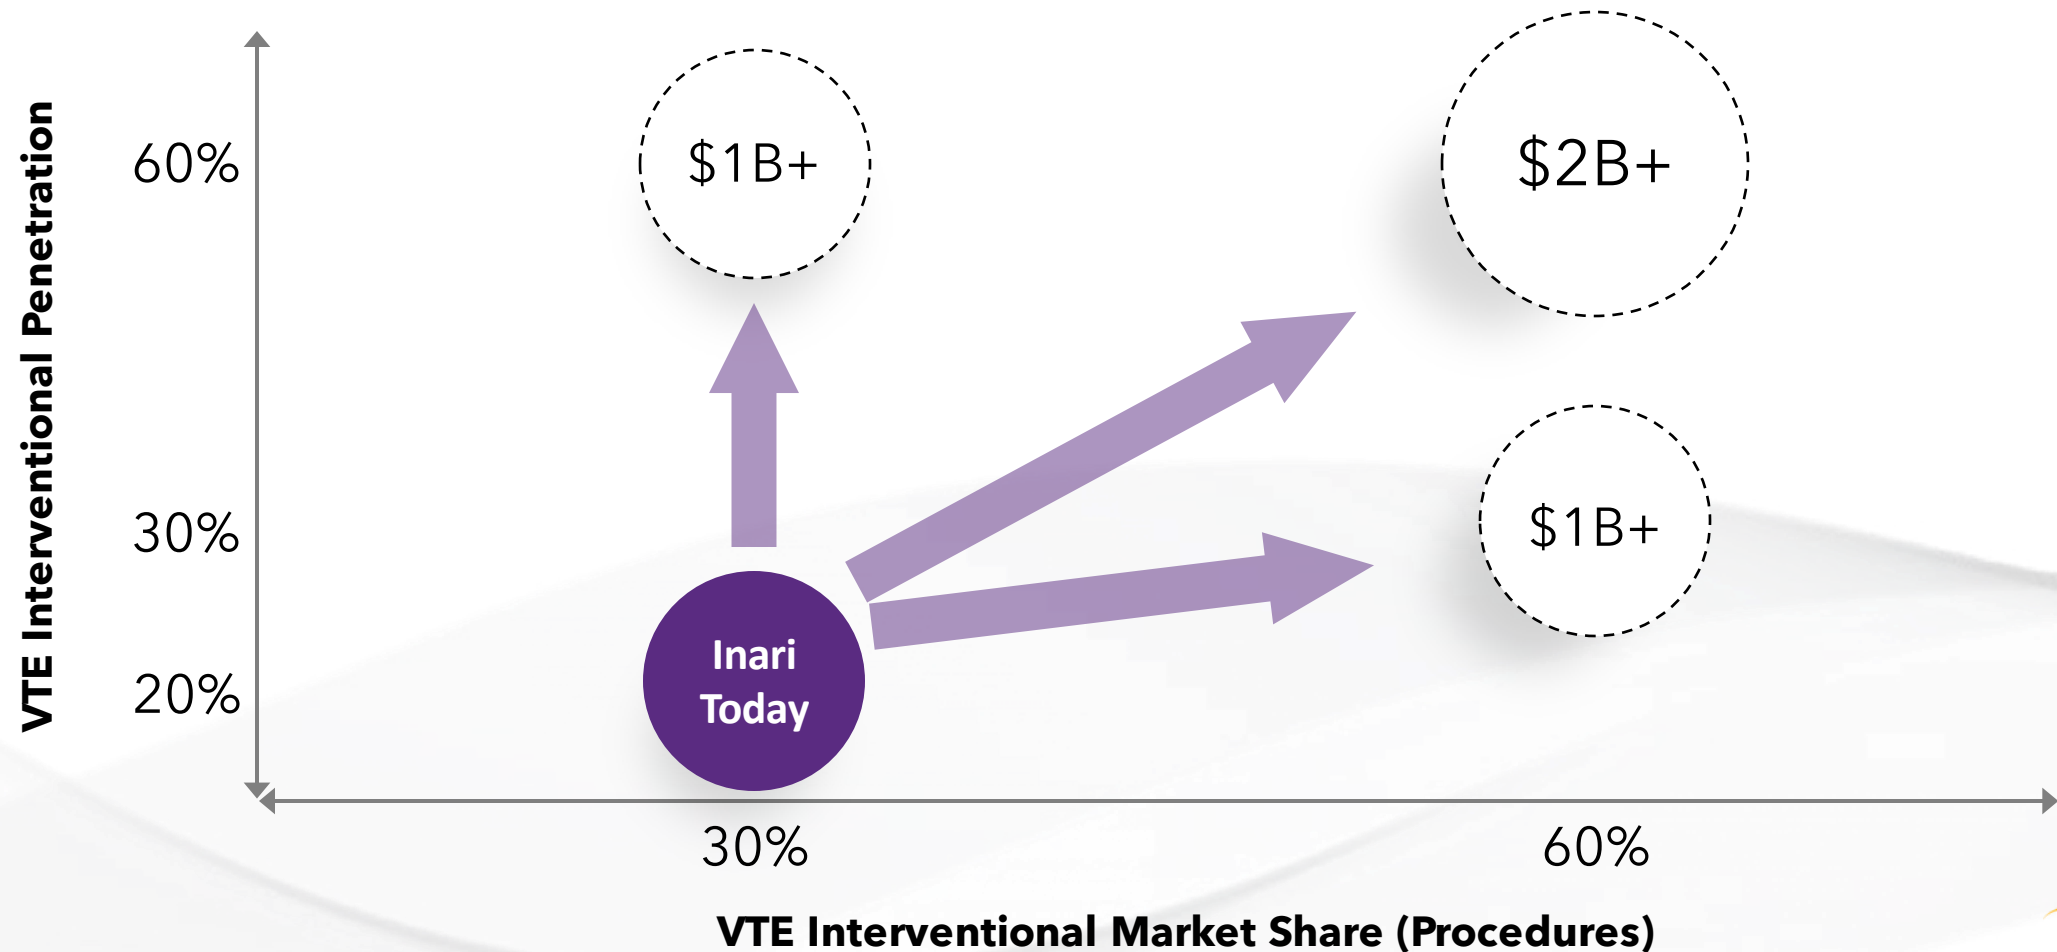 VTE Interventional Penetration
60%
30%
20%
$1B+
$2B+
$1B+
Inari
Today
30%
60%
VTE Interventional Market Share (Procedures)